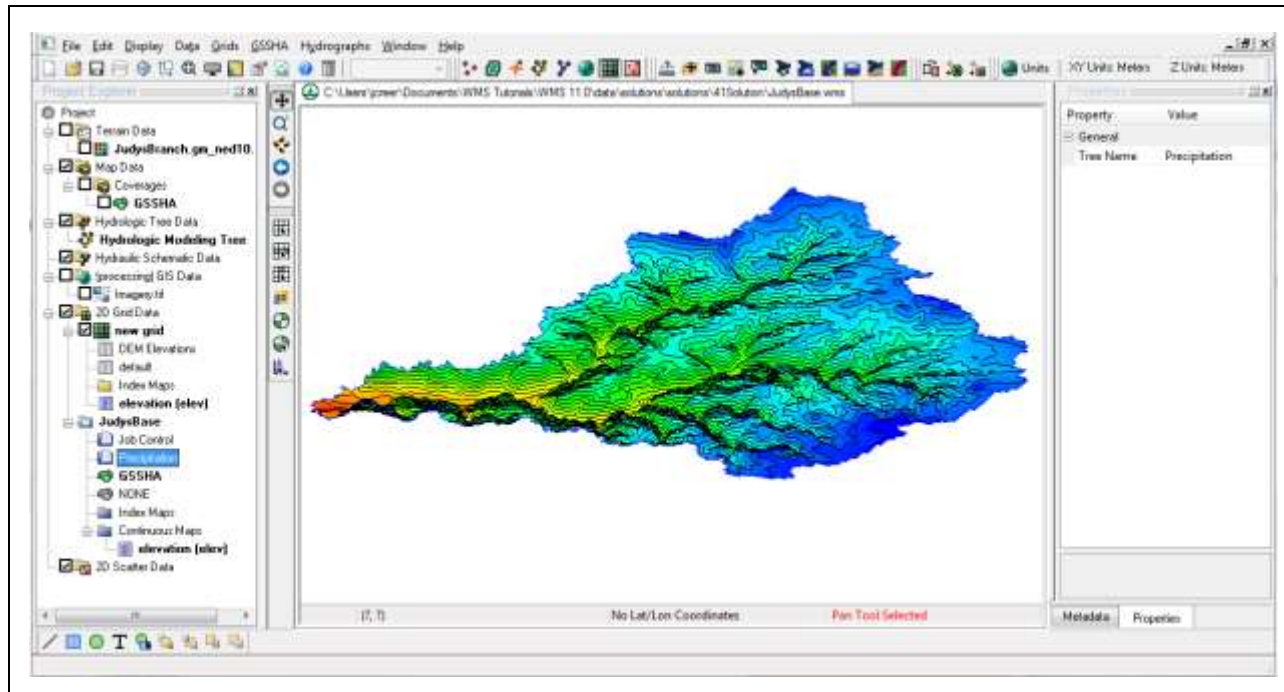 File Edit Display Data Grids GSSHA Hydrographs Window Help
Units XY Units: Meters Z Units: Meters
Project Explorer
C:\Users\jcreer\Documents\WMS Tutorials\WMS 11.0\data\solutions\solutions\41Solution\JudysBase.wms
Properties
Project
Terrain Data
JudysBranch.gm_ned10.
Map Data
Coverages
GSSHA
Hydrologic Tree Data
Hydrologic Modeling Tree
Hydraulic Schematic Data
(processing) GIS Data
Imagery.tif
2D Grid Data
new grid
DEM Elevations
default
Index Maps
elevation (elev)
JudysBase
Job Control
Precipitation
GSSHA
NONE
Index Maps
Continuous Maps
elevation (elev)
2D Scatter Data
Property Value
General
Tree Name Precipitation
(?, ?) No Lat/Lon Coordinates Pan Tool Selected
Metadata Properties